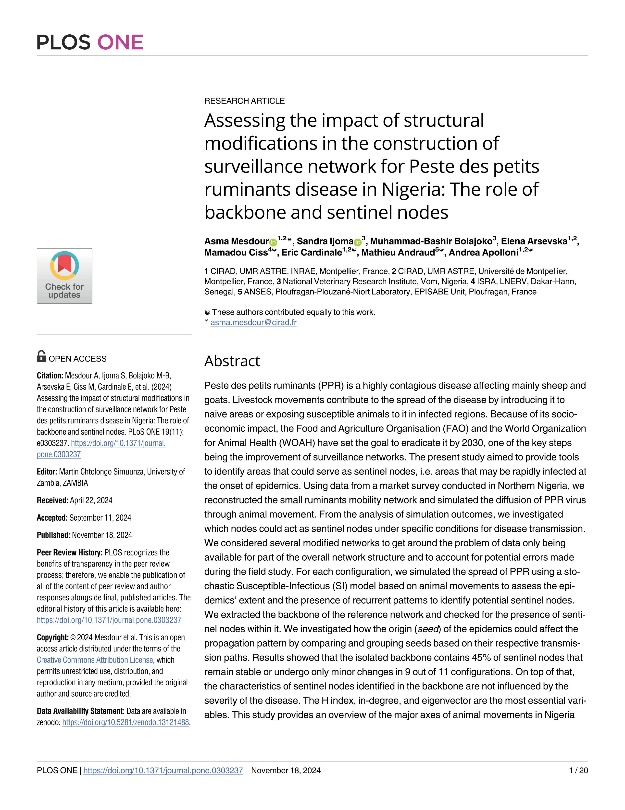 PLOS ONE
RESEARCH ARTICLE
Assessing the impact of structural
modifications in the construction of
surveillance network for Peste des petits
ruminants disease in Nigeria: The role of
backbone and sentinel nodes
Asma Mesdour1,2☯*, Sandra Ijoma3, Muhammad-Bashir Bolajoko3, Elena Arsevska1,2,
Mamadou Ciss4☯, Eric Cardinale1,2☯, Mathieu Andraud5☯, Andrea Apolloni1,2☯
1 CIRAD, UMR ASTRE, INRAE, Montpellier, France, 2 CIRAD, UMR ASTRE, Université de Montpellier,
Montpellier, France, 3 National Veterinary Research Institute, Vom, Nigeria, 4 ISRA, LNERV, Dakar-Hann,
Senegal, 5 ANSES, Ploufragan-Plouzané-Niort Laboratory, EPISABE Unit, Ploufragan, France
☯ These authors contributed equally to this work.
* asma.mesdour@cirad.fr
Check for
updates
OPEN ACCESS
Citation: Mesdour A, Ijoma S, Bolajoko M-B,
Arsevska E, Ciss M, Cardinale E, et al. (2024)
Assessing the impact of structural modifications in
the construction of surveillance network for Peste
des petits ruminants disease in Nigeria: The role of
backbone and sentinel nodes. PLoS ONE 19(11):
e0303237. https://doi.org/10.1371/journal.
pone.0303237
Editor: Martin Chtolongo Simuunza, University of
Zambia, ZAMBIA
Received: April 22, 2024
Accepted: September 11, 2024
Published: November 18, 2024
Peer Review History: PLOS recognizes the
benefits of transparency in the peer review
process; therefore, we enable the publication of
all of the content of peer review and author
responses alongside final, published articles. The
editorial history of this article is available here:
https://doi.org/10.1371/journal.pone.0303237
Copyright: © 2024 Mesdour et al. This is an open
access article distributed under the terms of the
Creative Commons Attribution License, which
permits unrestricted use, distribution, and
reproduction in any medium, provided the original
author and source are credited.
Data Availability Statement: Data are available in
zenodo: https://doi.org/10.5281/zenodo.13121468.
Abstract
Peste des petits ruminants (PPR) is a highly contagious disease affecting mainly sheep and
goats. Livestock movements contribute to the spread of the disease by introducing it to
naive areas or exposing susceptible animals to it in infected regions. Because of its socio-
economic impact, the Food and Agriculture Organisation (FAO) and the World Organization
for Animal Health (WOAH) have set the goal to eradicate it by 2030, one of the key steps
being the improvement of surveillance networks. The present study aimed to provide tools
to identify areas that could serve as sentinel nodes, i.e. areas that may be rapidly infected at
the onset of epidemics. Using data from a market survey conducted in Northern Nigeria, we
reconstructed the small ruminants mobility network and simulated the diffusion of PPR virus
through animal movement. From the analysis of simulation outcomes, we investigated
which nodes could act as sentinel nodes under specific conditions for disease transmission.
We considered several modified networks to get around the problem of data only being
available for part of the overall network structure and to account for potential errors made
during the field study. For each configuration, we simulated the spread of PPR using a sto-
chastic Susceptible-Infectious (SI) model based on animal movements to assess the epi-
demics' extent and the presence of recurrent patterns to identify potential sentinel nodes.
We extracted the backbone of the reference network and checked for the presence of senti-
nel nodes within it. We investigated how the origin (seed) of the epidemics could affect the
propagation pattern by comparing and grouping seeds based on their respective transmis-
sion paths. Results showed that the isolated backbone contains 45% of sentinel nodes that
remain stable or undergo only minor changes in 9 out of 11 configurations. On top of that,
the characteristics of sentinel nodes identified in the backbone are not influenced by the
severity of the disease. The H index, in-degree, and eigenvector are the most essential vari-
ables. This study provides an overview of the major axes of animal movements in Nigeria
PLOS ONE | https://doi.org/10.1371/journal.pone.0303237 November 18, 2024
1 / 20